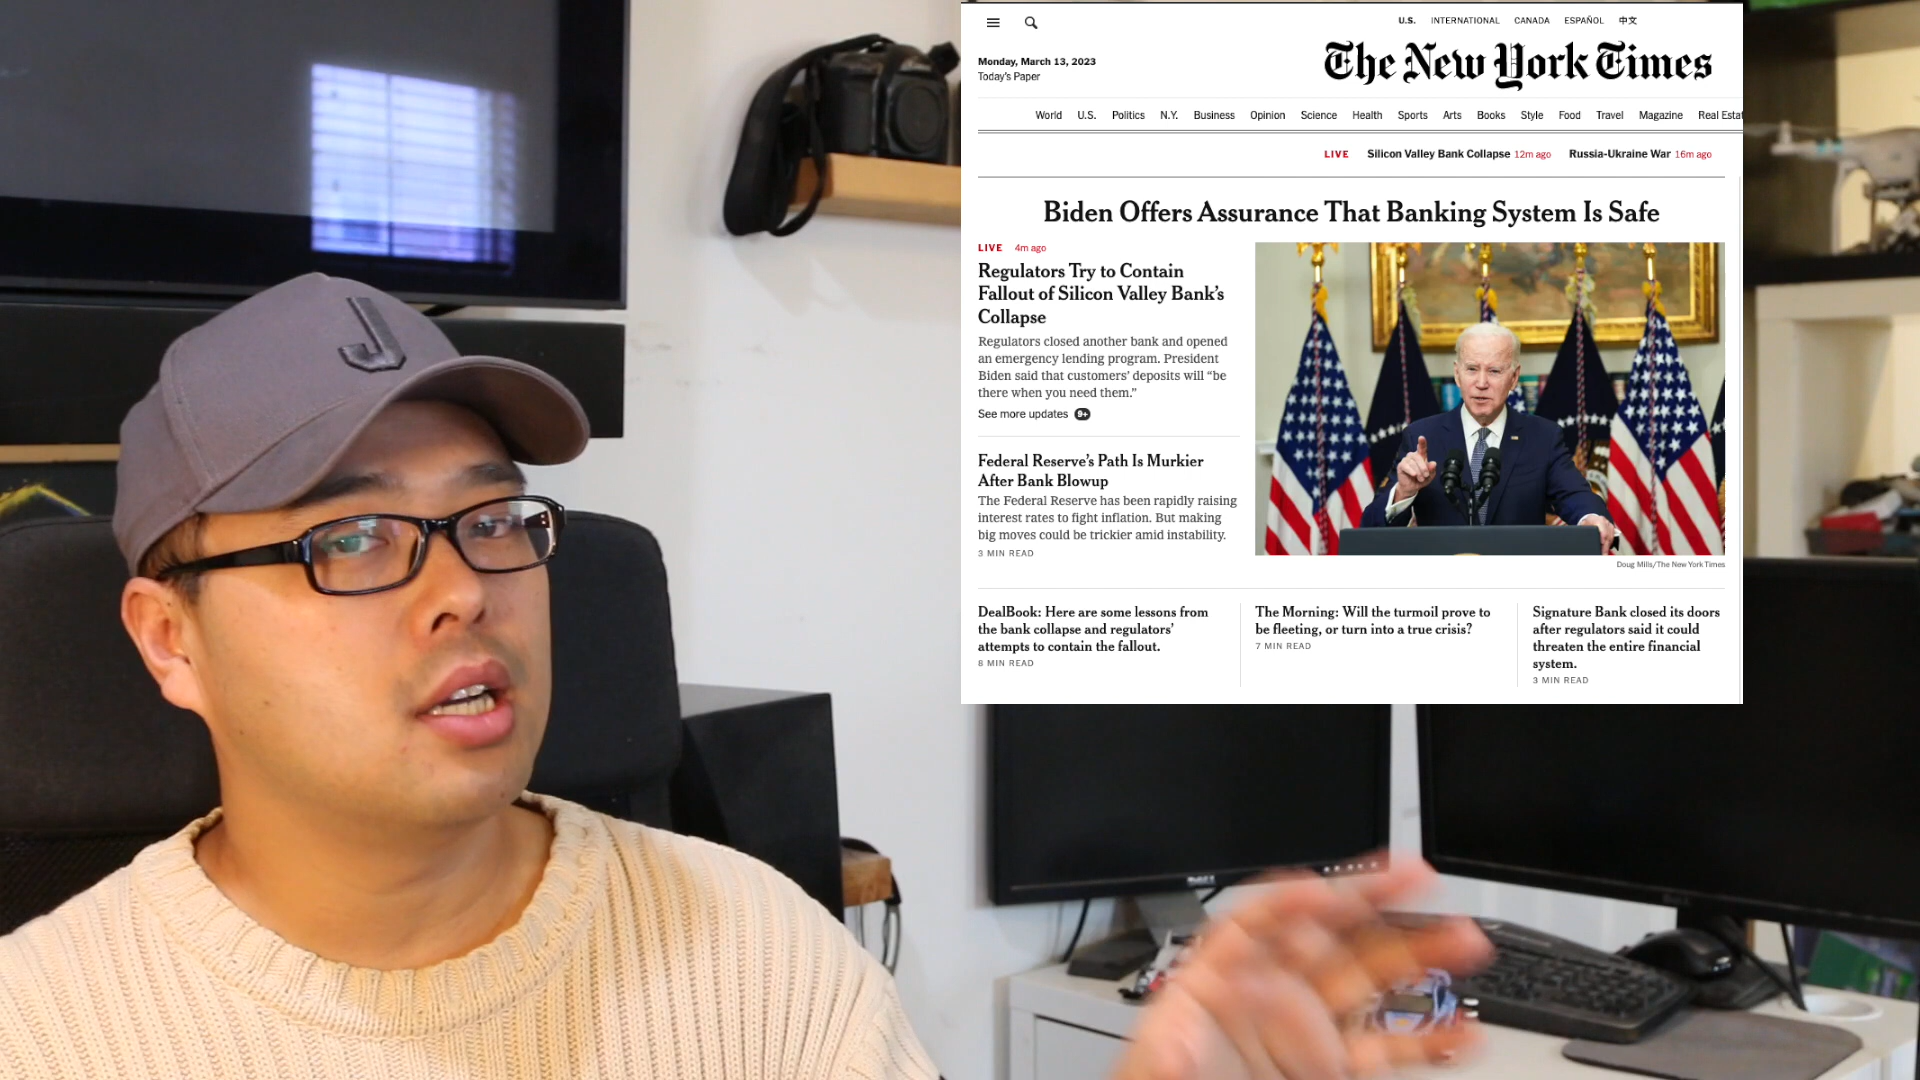 J
U.S. INTERNATIONAL CANADA ESPAÑOL 中文
Monday, March 13, 2023
Today's Paper
The New York Times
World U.S. Politics N.Y. Business Opinion Science Health Sports Arts Books Style Food Travel Magazine Real Estat
LIVE Silicon Valley Bank Collapse 12m ago Russia-Ukraine War 16m ago
Biden Offers Assurance That Banking System Is Safe
LIVE 4m ago
Regulators Try to Contain
Fallout of Silicon Valley Bank’s
Collapse
Regulators closed another bank and opened
an emergency lending program. President
Biden said that customers’ deposits will “be
there when you need them.”
See more updates 9+
Federal Reserve’s Path Is Murkier
After Bank Blowup
The Federal Reserve has been rapidly raising
interest rates to fight inflation. But making
big moves could be trickier amid instability.
3 MIN READ
Doug Mills/The New York Times
DealBook: Here are some lessons from
the bank collapse and regulators’
attempts to contain the fallout.
8 MIN READ
The Morning: Will the turmoil prove to
be fleeting, or turn into a true crisis?
7 MIN READ
Signature Bank closed its doors
after regulators said it could
threaten the entire financial
system.
3 MIN READ
SONY